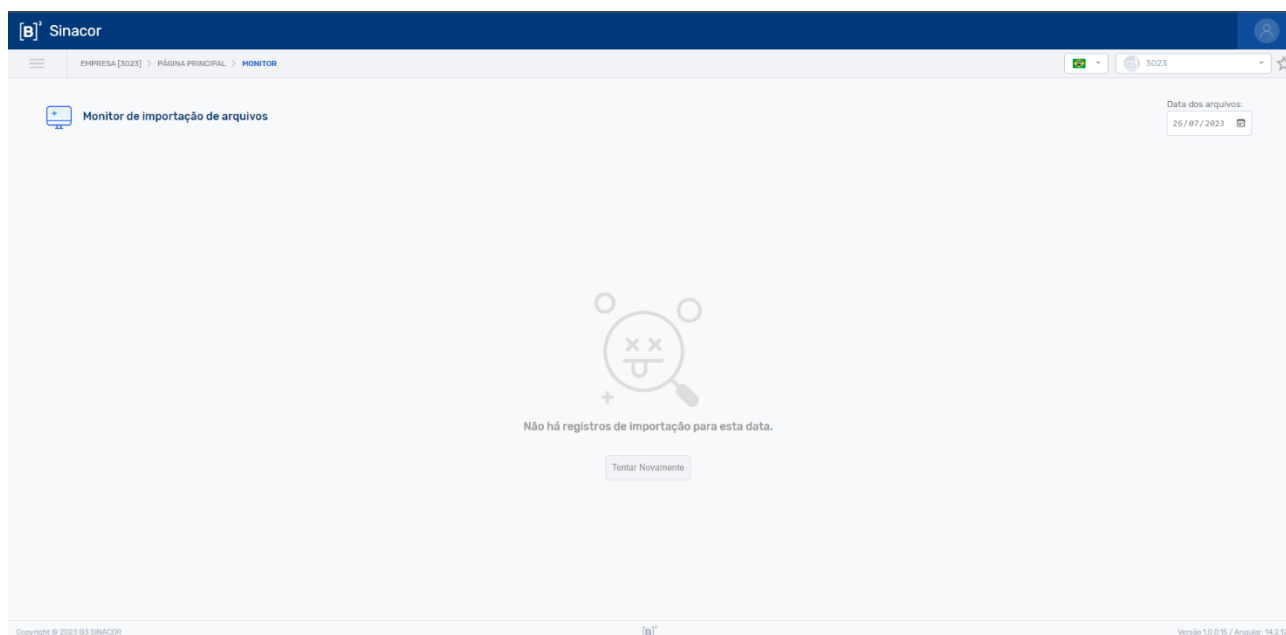 [B]³ Sinacor
EMPRESA [3023] > PÁGINA PRINCIPAL > MONITOR
3023
Monitor de importação de arquivos
Data dos arquivos:
26/07/2023
Não há registros de importação para esta data.
Tentar Novamente
Copyright © 2023 B3 SINACOR
[B]³
Versão 1.0.0.15 / Angular: 14.2.12